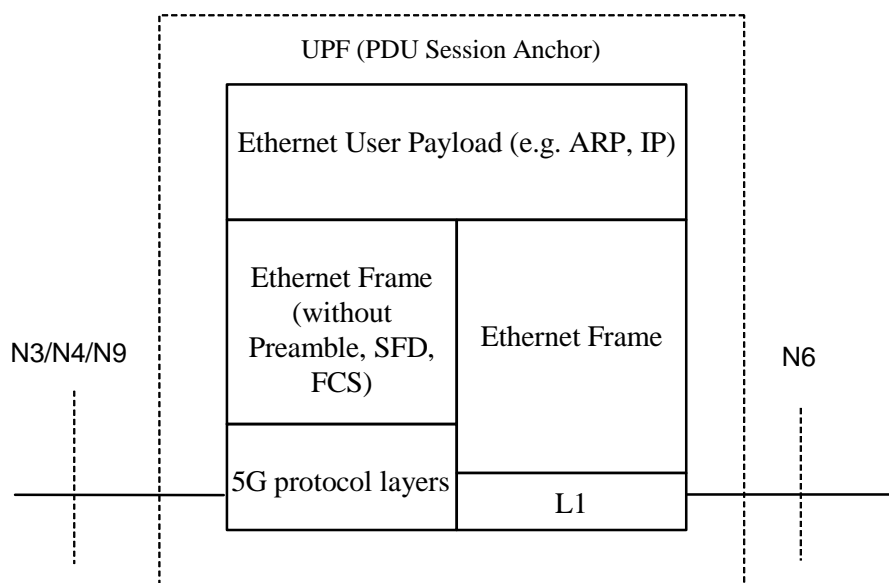 UPF (PDU Session Anchor)
Ethernet User Payload (e.g. ARP, IP)
Ethernet Frame
(without
Preamble, SFD,
FCS)
Ethernet Frame
N3/N4/N9
N6
5G protocol layers
L1